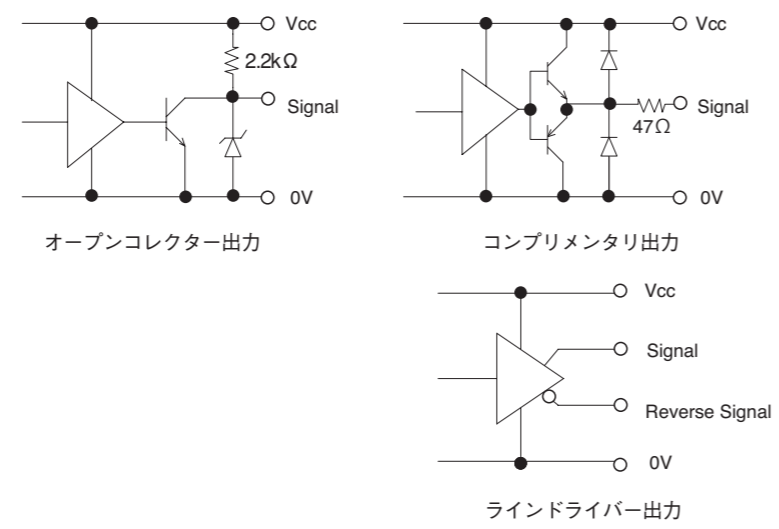 Vcc
2.2kΩ
Signal
0V
オープンコレクター出力
Vcc
Signal
47Ω
0V
コンプリメンタリ出力
Vcc
Signal
Reverse Signal
0V
ラインドライバー出力